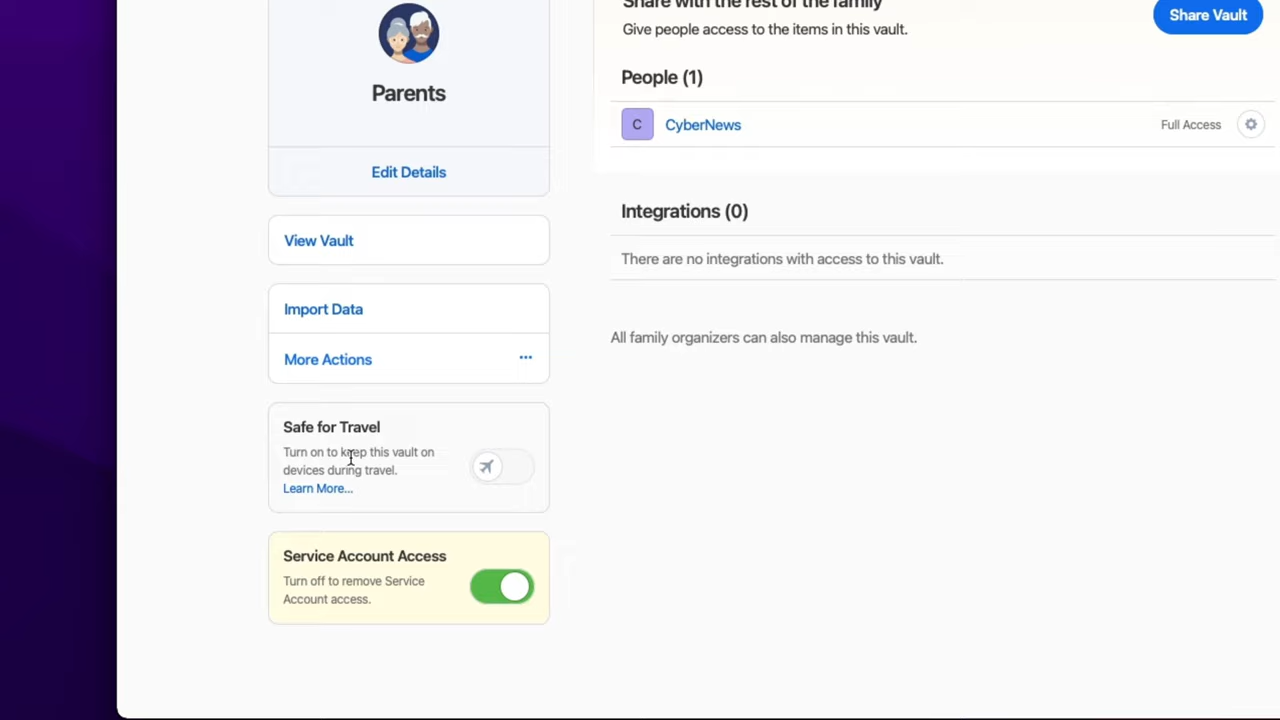 Parents
Edit Details
View Vault
Import Data
More Actions
Safe for Travel
Turn on to keep this vault on
devices during travel.
Learn More...
Service Account Access
Turn off to remove Service
Account access.
Share with the rest of the family
Give people access to the items in this vault.
Share Vault
People (1)
C CyberNews Full Access
Integrations (0)
There are no integrations with access to this vault.
All family organizers can also manage this vault.